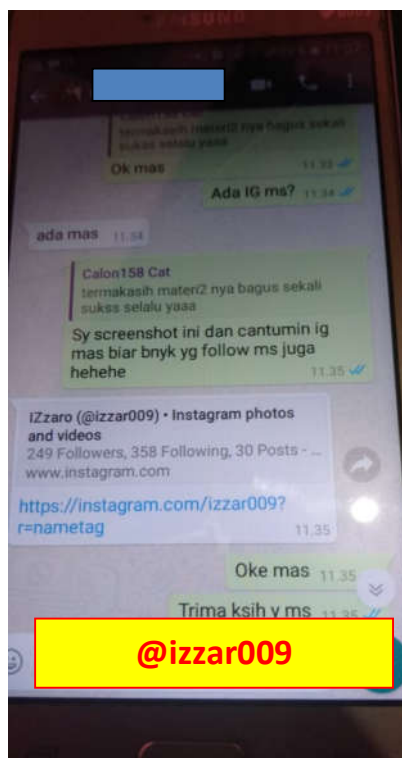 termakasih materi2 nya bagus sekali
sukss selalu yaaa
Ok mas 11.33
Ada IG ms? 11.34
ada mas 11.34
Calon158 Cat
termakasih materi2 nya bagus sekali
sukss selalu yaaa
Sy screenshot ini dan cantumin ig
mas biar bnyk yg follow ms juga
hehehe
11.35
IZzaro (@izzar009) • Instagram photos
and videos
249 Followers, 358 Following, 30 Posts - ...
www.instagram.com
https://instagram.com/izzar009?
r=nametag
11.35
Oke mas 11.35
Trima ksih y ms 11.35
@izzar009